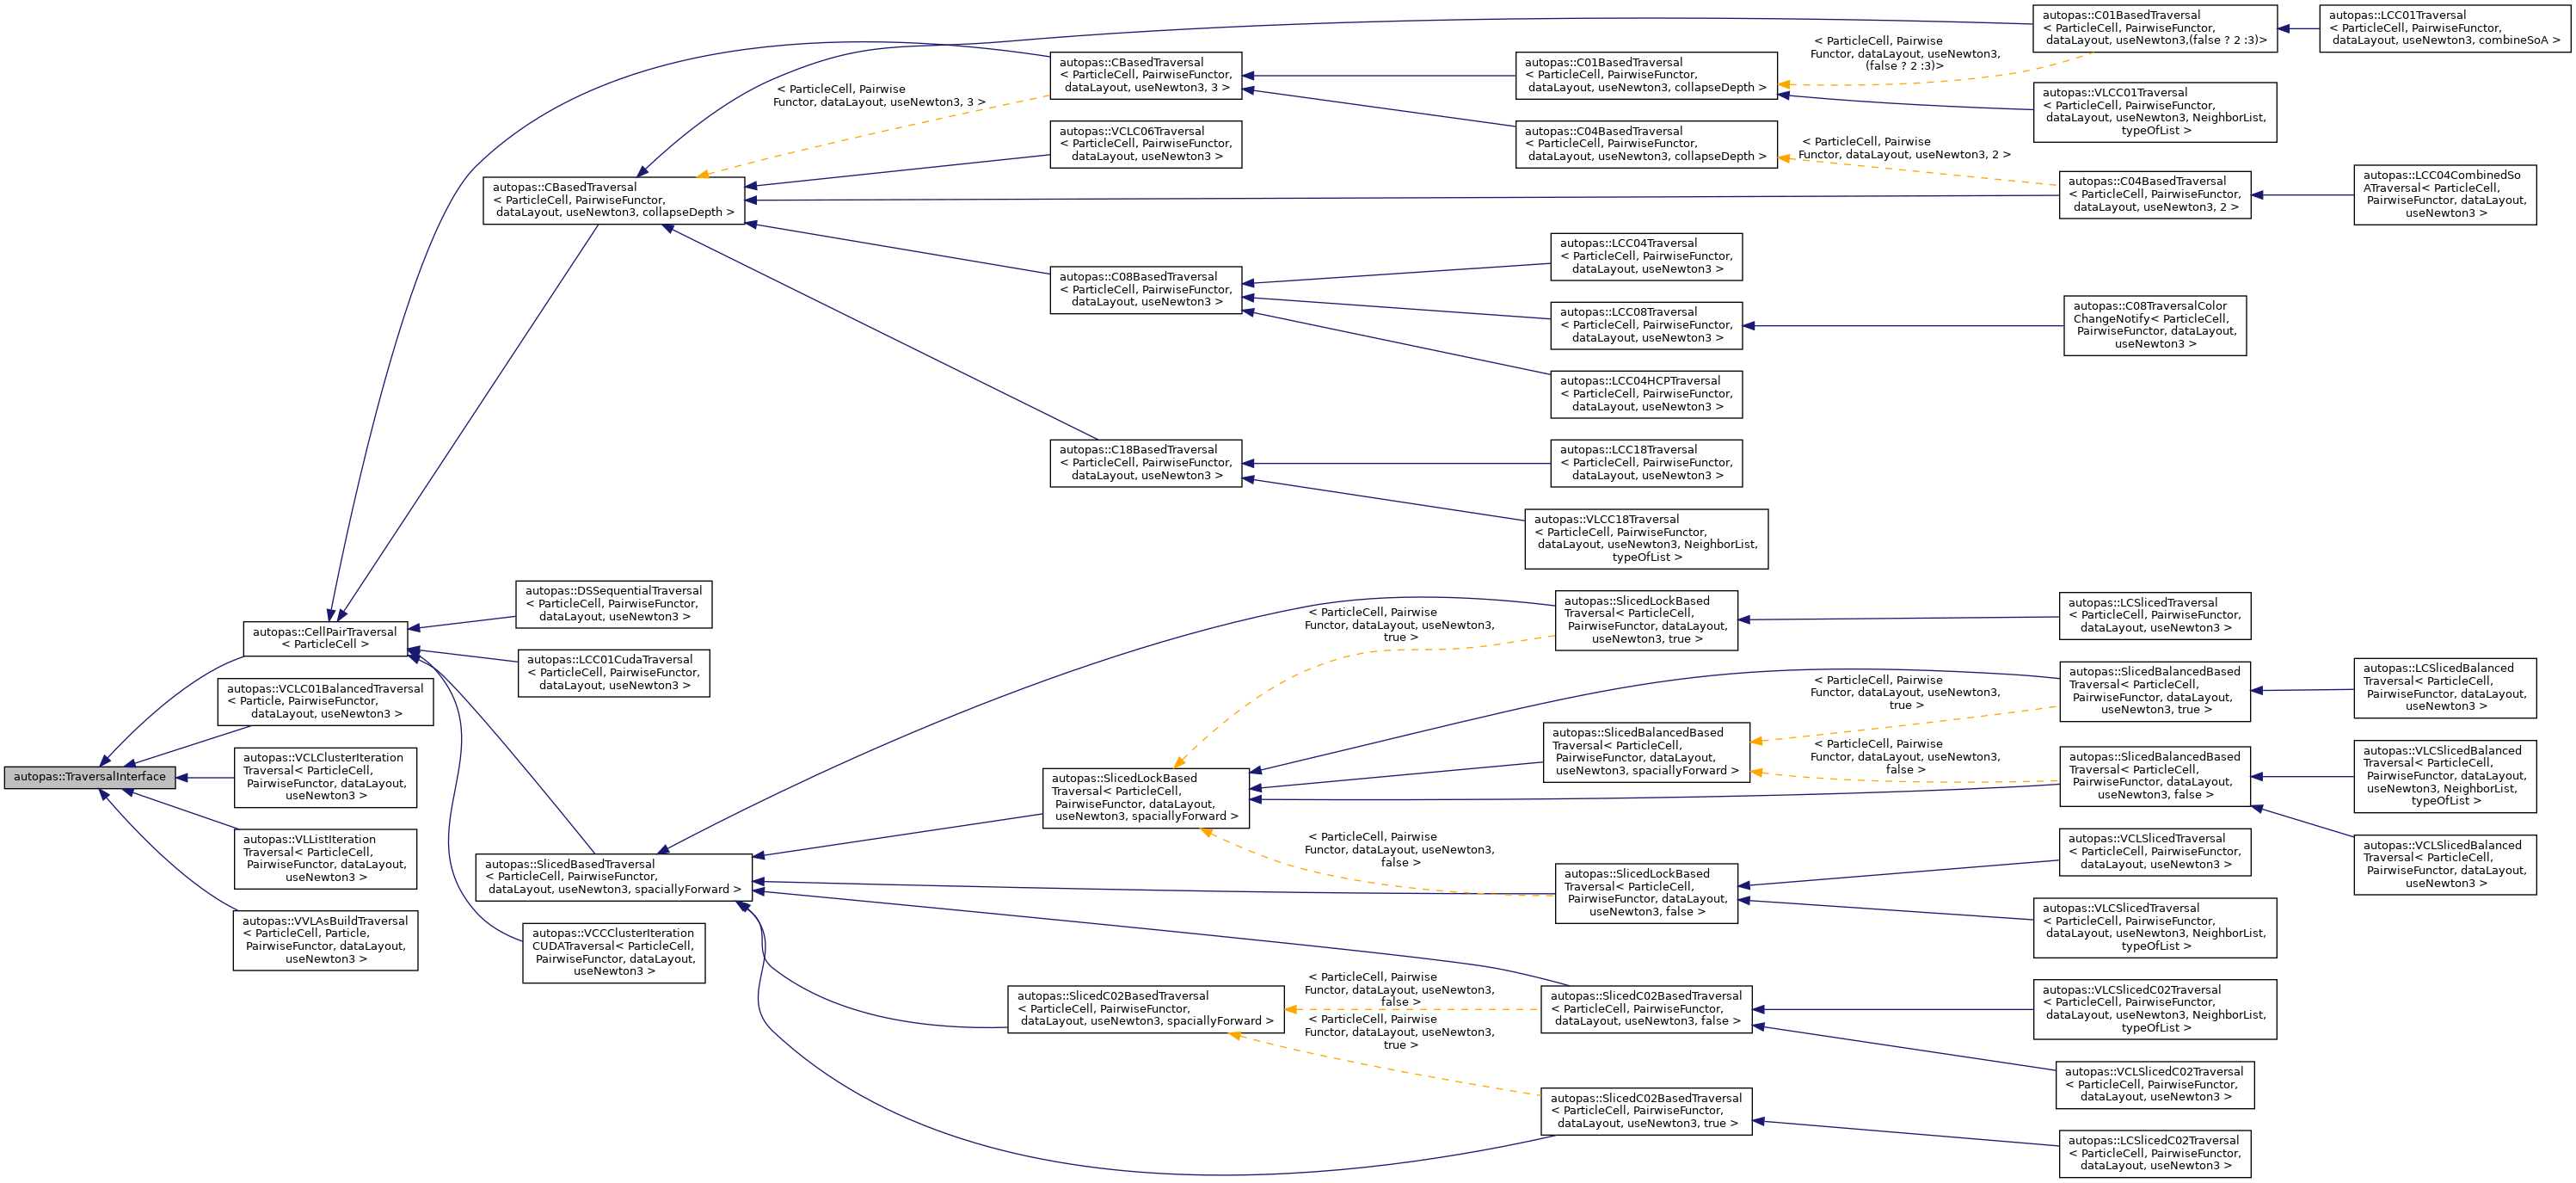 autopas::TraversalInterface
autopas::CellPairTraversal
< ParticleCell >
autopas::VCLC01BalancedTraversal
< Particle, PairwiseFunctor,
dataLayout, useNewton3 >
autopas::VCLClusterIteration
Traversal< ParticleCell,
PairwiseFunctor, dataLayout,
useNewton3 >
autopas::VLListIteration
Traversal< ParticleCell,
PairwiseFunctor, dataLayout,
useNewton3 >
autopas::VVLAsBuildTraversal
< ParticleCell, Particle,
PairwiseFunctor, dataLayout,
useNewton3 >
autopas::CBasedTraversal
< ParticleCell, PairwiseFunctor,
dataLayout, useNewton3, collapseDepth >
autopas::DSSequentialTraversal
< ParticleCell, PairwiseFunctor,
dataLayout, useNewton3 >
autopas::LCC01CudaTraversal
< ParticleCell, PairwiseFunctor,
dataLayout, useNewton3 >
autopas::SlicedBasedTraversal
< ParticleCell, PairwiseFunctor,
dataLayout, useNewton3, spaciallyForward >
autopas::VCCClusterIteration
CUDATraversal< ParticleCell,
PairwiseFunctor, dataLayout,
useNewton3 >
< ParticleCell, Pairwise
Functor, dataLayout, useNewton3, 3 >
autopas::CBasedTraversal
< ParticleCell, PairwiseFunctor,
dataLayout, useNewton3, 3 >
autopas::VCLC06Traversal
< ParticleCell, PairwiseFunctor,
dataLayout, useNewton3 >
autopas::C08BasedTraversal
< ParticleCell, PairwiseFunctor,
dataLayout, useNewton3 >
autopas::C18BasedTraversal
< ParticleCell, PairwiseFunctor,
dataLayout, useNewton3 >
autopas::SlicedLockBased
Traversal< ParticleCell,
PairwiseFunctor, dataLayout,
useNewton3, spaciallyForward >
autopas::SlicedC02BasedTraversal
< ParticleCell, PairwiseFunctor,
dataLayout, useNewton3, spaciallyForward >
< ParticleCell, Pairwise
Functor, dataLayout, useNewton3,
true >
< ParticleCell, Pairwise
Functor, dataLayout, useNewton3,
false >
< ParticleCell, Pairwise
Functor, dataLayout, useNewton3,
false >
< ParticleCell, Pairwise
Functor, dataLayout, useNewton3,
true >
autopas::C01BasedTraversal
< ParticleCell, PairwiseFunctor,
dataLayout, useNewton3, collapseDepth >
autopas::C04BasedTraversal
< ParticleCell, PairwiseFunctor,
dataLayout, useNewton3, collapseDepth >
autopas::LCC04Traversal
< ParticleCell, PairwiseFunctor,
dataLayout, useNewton3 >
autopas::LCC08Traversal
< ParticleCell, PairwiseFunctor,
dataLayout, useNewton3 >
autopas::LCC04HCPTraversal
< ParticleCell, PairwiseFunctor,
dataLayout, useNewton3 >
autopas::LCC18Traversal
< ParticleCell, PairwiseFunctor,
dataLayout, useNewton3 >
autopas::VLCC18Traversal
< ParticleCell, PairwiseFunctor,
dataLayout, useNewton3, NeighborList,
typeOfList >
autopas::SlicedLockBased
Traversal< ParticleCell,
PairwiseFunctor, dataLayout,
useNewton3, true >
autopas::SlicedBalancedBased
Traversal< ParticleCell,
PairwiseFunctor, dataLayout,
useNewton3, spaciallyForward >
autopas::SlicedLockBased
Traversal< ParticleCell,
PairwiseFunctor, dataLayout,
useNewton3, false >
autopas::SlicedC02BasedTraversal
< ParticleCell, PairwiseFunctor,
dataLayout, useNewton3, false >
autopas::SlicedC02BasedTraversal
< ParticleCell, PairwiseFunctor,
dataLayout, useNewton3, true >
< ParticleCell, Pairwise
Functor, dataLayout, useNewton3,
(false ? 2 :3)>
< ParticleCell, Pairwise
Functor, dataLayout, useNewton3, 2 >
< ParticleCell, Pairwise
Functor, dataLayout, useNewton3,
true >
< ParticleCell, Pairwise
Functor, dataLayout, useNewton3,
false >
autopas::C01BasedTraversal
< ParticleCell, PairwiseFunctor,
dataLayout, useNewton3,(false ? 2 :3)>
autopas::VLCC01Traversal
< ParticleCell, PairwiseFunctor,
dataLayout, useNewton3, NeighborList,
typeOfList >
autopas::C04BasedTraversal
< ParticleCell, PairwiseFunctor,
dataLayout, useNewton3, 2 >
autopas::C08TraversalColor
ChangeNotify< ParticleCell,
PairwiseFunctor, dataLayout,
useNewton3 >
autopas::LCSlicedTraversal
< ParticleCell, PairwiseFunctor,
dataLayout, useNewton3 >
autopas::SlicedBalancedBased
Traversal< ParticleCell,
PairwiseFunctor, dataLayout,
useNewton3, true >
autopas::SlicedBalancedBased
Traversal< ParticleCell,
PairwiseFunctor, dataLayout,
useNewton3, false >
autopas::VCLSlicedTraversal
< ParticleCell, PairwiseFunctor,
dataLayout, useNewton3 >
autopas::VLCSlicedTraversal
< ParticleCell, PairwiseFunctor,
dataLayout, useNewton3, NeighborList,
typeOfList >
autopas::VLCSlicedC02Traversal
< ParticleCell, PairwiseFunctor,
dataLayout, useNewton3, NeighborList,
typeOfList >
autopas::VCLSlicedC02Traversal
< ParticleCell, PairwiseFunctor,
dataLayout, useNewton3 >
autopas::LCSlicedC02Traversal
< ParticleCell, PairwiseFunctor,
dataLayout, useNewton3 >
autopas::LCC01Traversal
< ParticleCell, PairwiseFunctor,
dataLayout, useNewton3, combineSoA >
autopas::LCC04CombinedSo
ATraversal< ParticleCell,
PairwiseFunctor, dataLayout,
useNewton3 >
autopas::LCSlicedBalanced
Traversal< ParticleCell,
PairwiseFunctor, dataLayout,
useNewton3 >
autopas::VLCSlicedBalanced
Traversal< ParticleCell,
PairwiseFunctor, dataLayout,
useNewton3, NeighborList,
typeOfList >
autopas::VCLSlicedBalanced
Traversal< ParticleCell,
PairwiseFunctor, dataLayout,
useNewton3 >